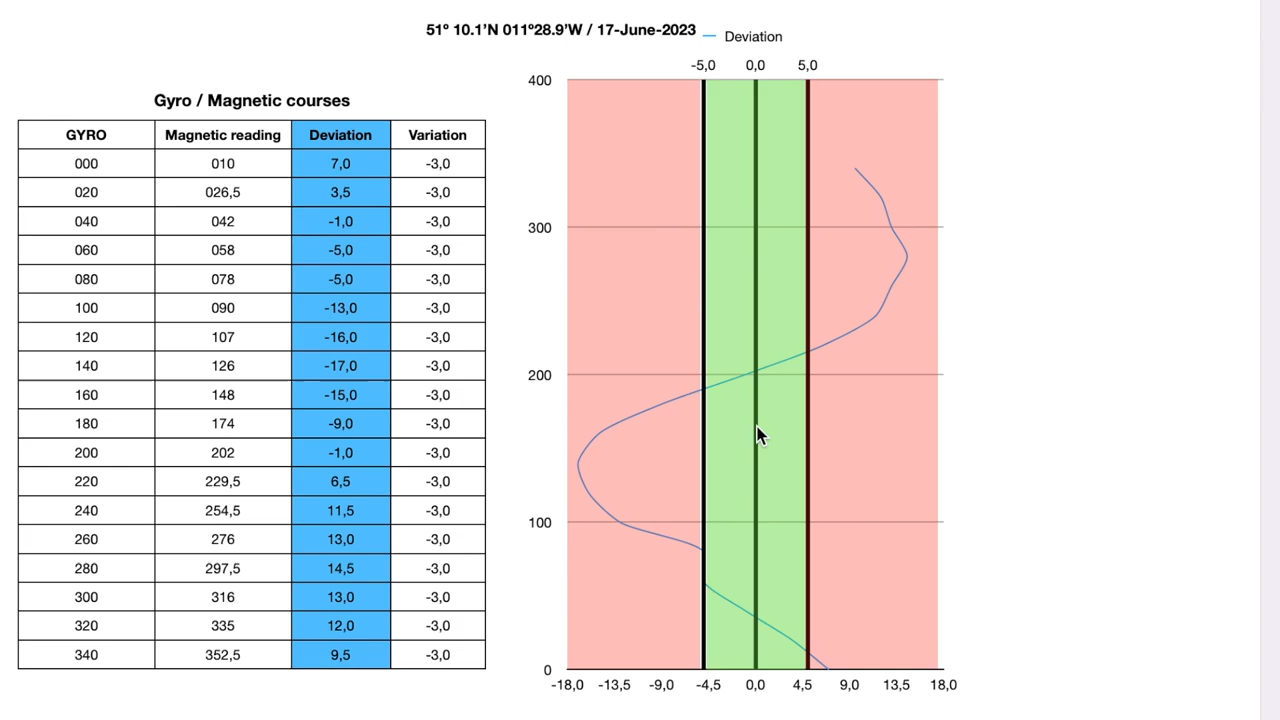 51º 10.1’N 011º28.9’W / 17-June-2023
Deviation
Gyro / Magnetic courses
GYRO Magnetic reading Deviation Variation
000 010 7,0 -3,0
020 026,5 3,5 -3,0
040 042 -1,0 -3,0
060 058 -5,0 -3,0
080 078 -5,0 -3,0
100 090 -13,0 -3,0
120 107 -16,0 -3,0
140 126 -17,0 -3,0
160 148 -15,0 -3,0
180 174 -9,0 -3,0
200 202 -1,0 -3,0
220 229,5 6,5 -3,0
240 254,5 11,5 -3,0
260 276 13,0 -3,0
280 297,5 14,5 -3,0
300 316 13,0 -3,0
320 335 12,0 -3,0
340 352,5 9,5 -3,0
-5,0 0,0 5,0
400
300
200
100
0
-18,0 -13,5 -9,0 -4,5 0,0 4,5 9,0 13,5 18,0